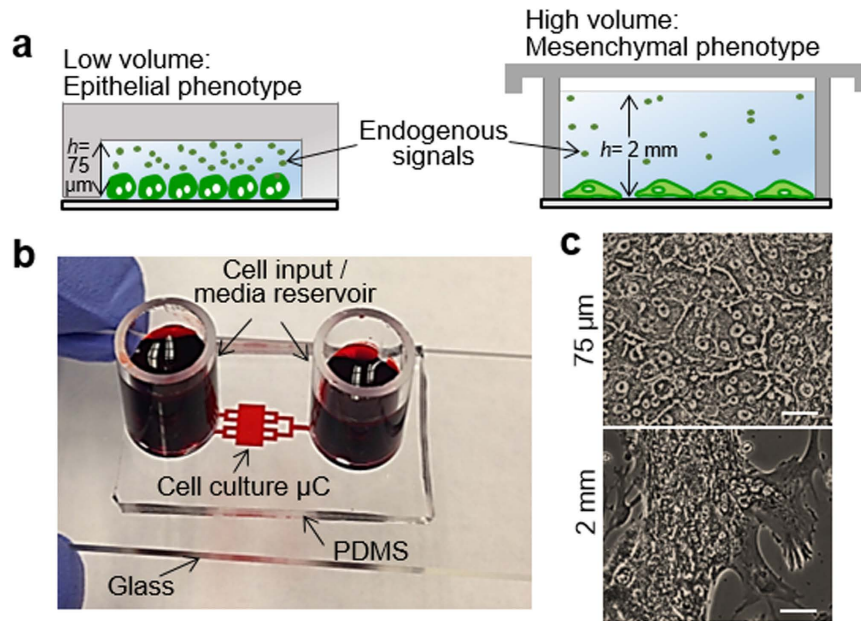 a
Low volume:
Epithelial phenotype
h=
75
µm
Endogenous
signals
High volume:
Mesenchymal phenotype
h= 2 mm
b
Cell input /
media reservoir
Cell culture µC
PDMS
Glass
c
75 µm
2 mm